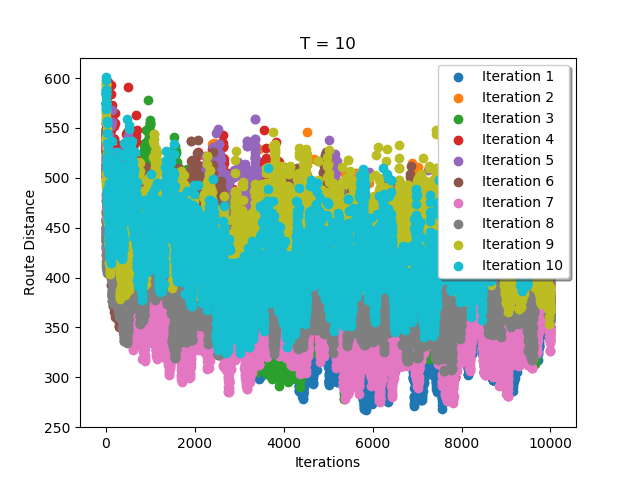 T = 10
600
550
500
450
400
350
300
250
Route Distance
0
2000
4000
6000
8000
10000
Iterations
Iteration 1
Iteration 2
Iteration 3
Iteration 4
Iteration 5
Iteration 6
Iteration 7
Iteration 8
Iteration 9
Iteration 10